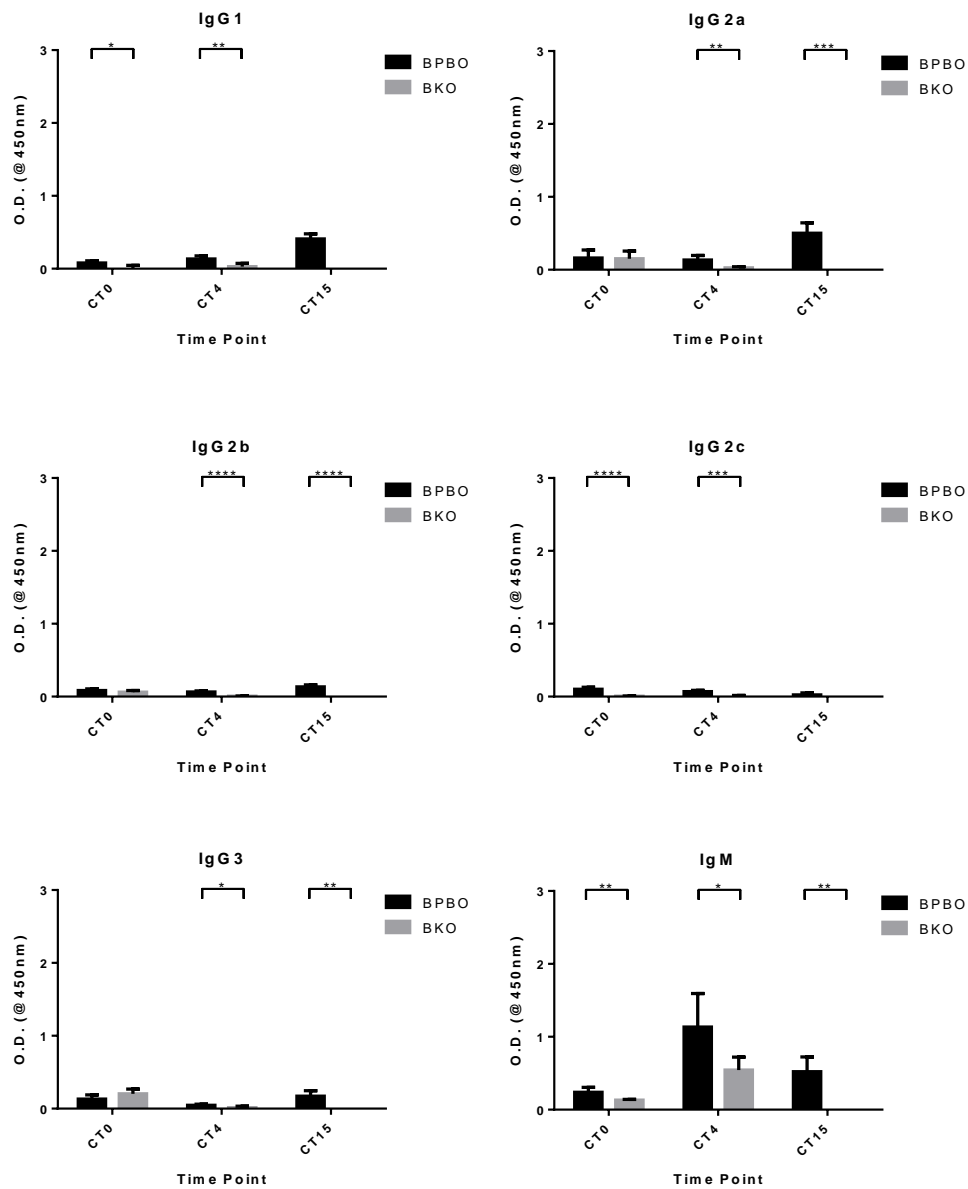 IgG1
* **
3
2
1
0
O.D. (@450nm)
CT0 CT4 CT15
Time Point
BPBO
BKO
IgG2a
** ***
3
2
1
0
O.D. (@450nm)
CT0 CT4 CT15
Time Point
BPBO
BKO
IgG2b
**** ****
3
2
1
0
O.D. (@450nm)
CT0 CT4 CT15
Time Point
BPBO
BKO
IgG2c
**** ***
3
2
1
0
O.D. (@450nm)
CT0 CT4 CT15
Time Point
BPBO
BKO
IgG3
* **
3
2
1
0
O.D. (@450nm)
CT0 CT4 CT15
Time Point
BPBO
BKO
IgM
** * **
3
2
1
0
O.D. (@450nm)
CT0 CT4 CT15
Time Point
BPBO
BKO